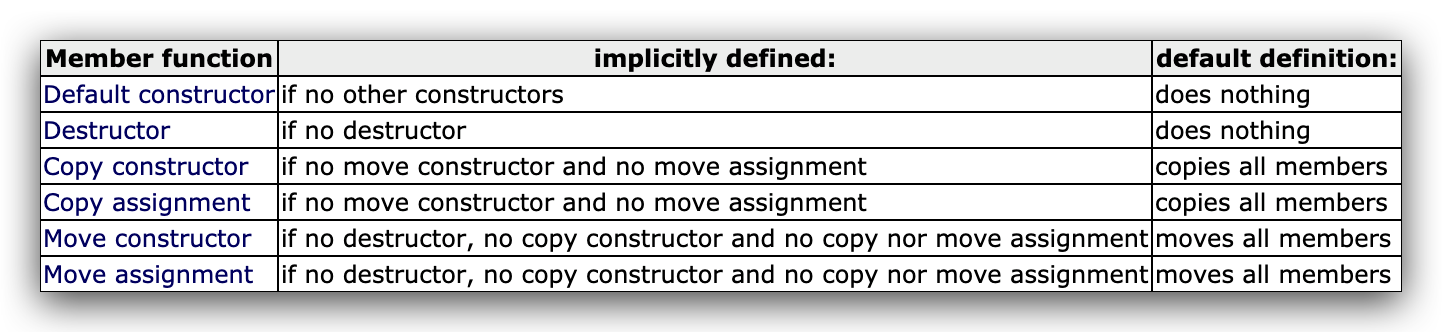 Member function implicitly defined: default definition:
Default constructor if no other constructors does nothing
Destructor if no destructor does nothing
Copy constructor if no move constructor and no move assignment copies all members
Copy assignment if no move constructor and no move assignment copies all members
Move constructor if no destructor, no copy constructor and no copy nor move assignment moves all members
Move assignment if no destructor, no copy constructor and no copy nor move assignment moves all members